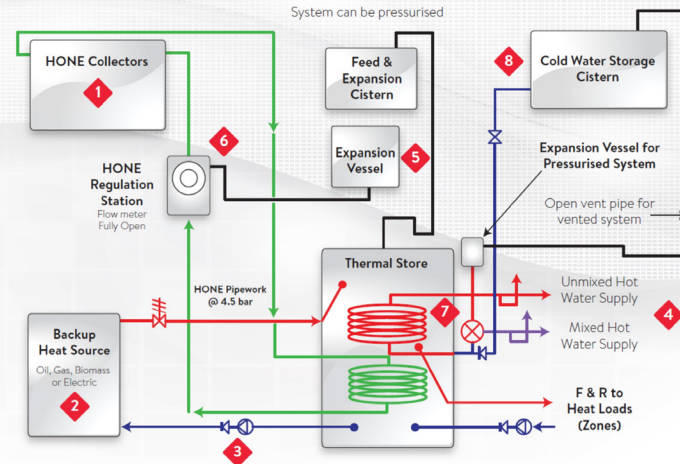 System can be pressurised
HONE Collectors
1
Feed &
Expansion
Cistern
8
Cold Water Storage
Cistern
6
Expansion
Vessel
5
HONE
Regulation
Station
Flow meter
Fully Open
Expansion Vessel for
Pressurised System
Open vent pipe for
vented system
Thermal Store
HONE Pipework
@ 4.5 bar
7
Unmixed Hot
Water Supply
4
Mixed Hot
Water Supply
Backup
Heat Source
Oil, Gas, Biomass
or Electric
2
3
F & R to
Heat Loads
(Zones)